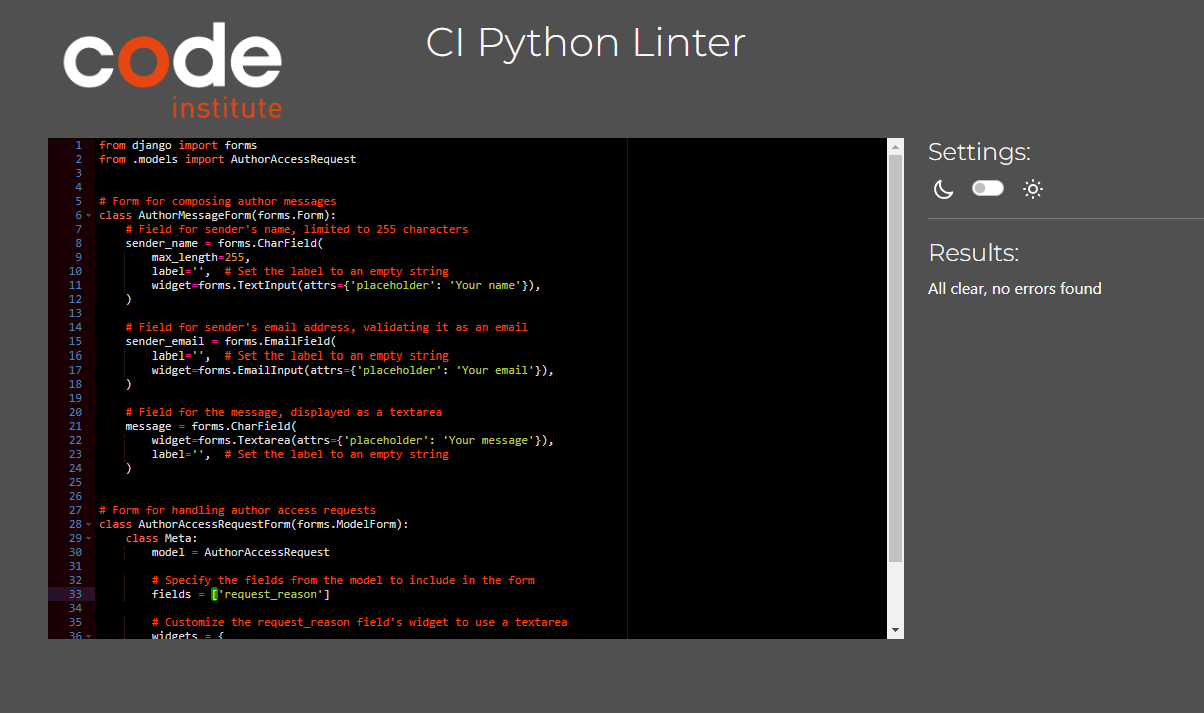 code
institute
CI Python Linter
1 from django import forms
2 from .models import AuthorAccessRequest
3
4
5 # Form for composing author messages
6 class AuthorMessageForm(forms.Form):
7     # Field for sender's name, limited to 255 characters
8     sender_name = forms.CharField(
9         max_length=255,
10         label='',  # Set the label to an empty string
11         widget=forms.TextInput(attrs={'placeholder': 'Your name'}),
12     )
13
14     # Field for sender's email address, validating it as an email
15     sender_email = forms.EmailField(
16         label='',  # Set the label to an empty string
17         widget=forms.EmailInput(attrs={'placeholder': 'Your email'}),
18     )
19
20     # Field for the message, displayed as a textarea
21     message = forms.CharField(
22         widget=forms.Textarea(attrs={'placeholder': 'Your message'}),
23         label='',  # Set the label to an empty string
24     )
25
26
27 # Form for handling author access requests
28 class AuthorAccessRequestForm(forms.ModelForm):
29     class Meta:
30         model = AuthorAccessRequest
31
32         # Specify the fields from the model to include in the form
33         fields = ['request_reason']
34
35         # Customize the request_reason field's widget to use a textarea
36         widgets = {
Settings:
Results:
All clear, no errors found